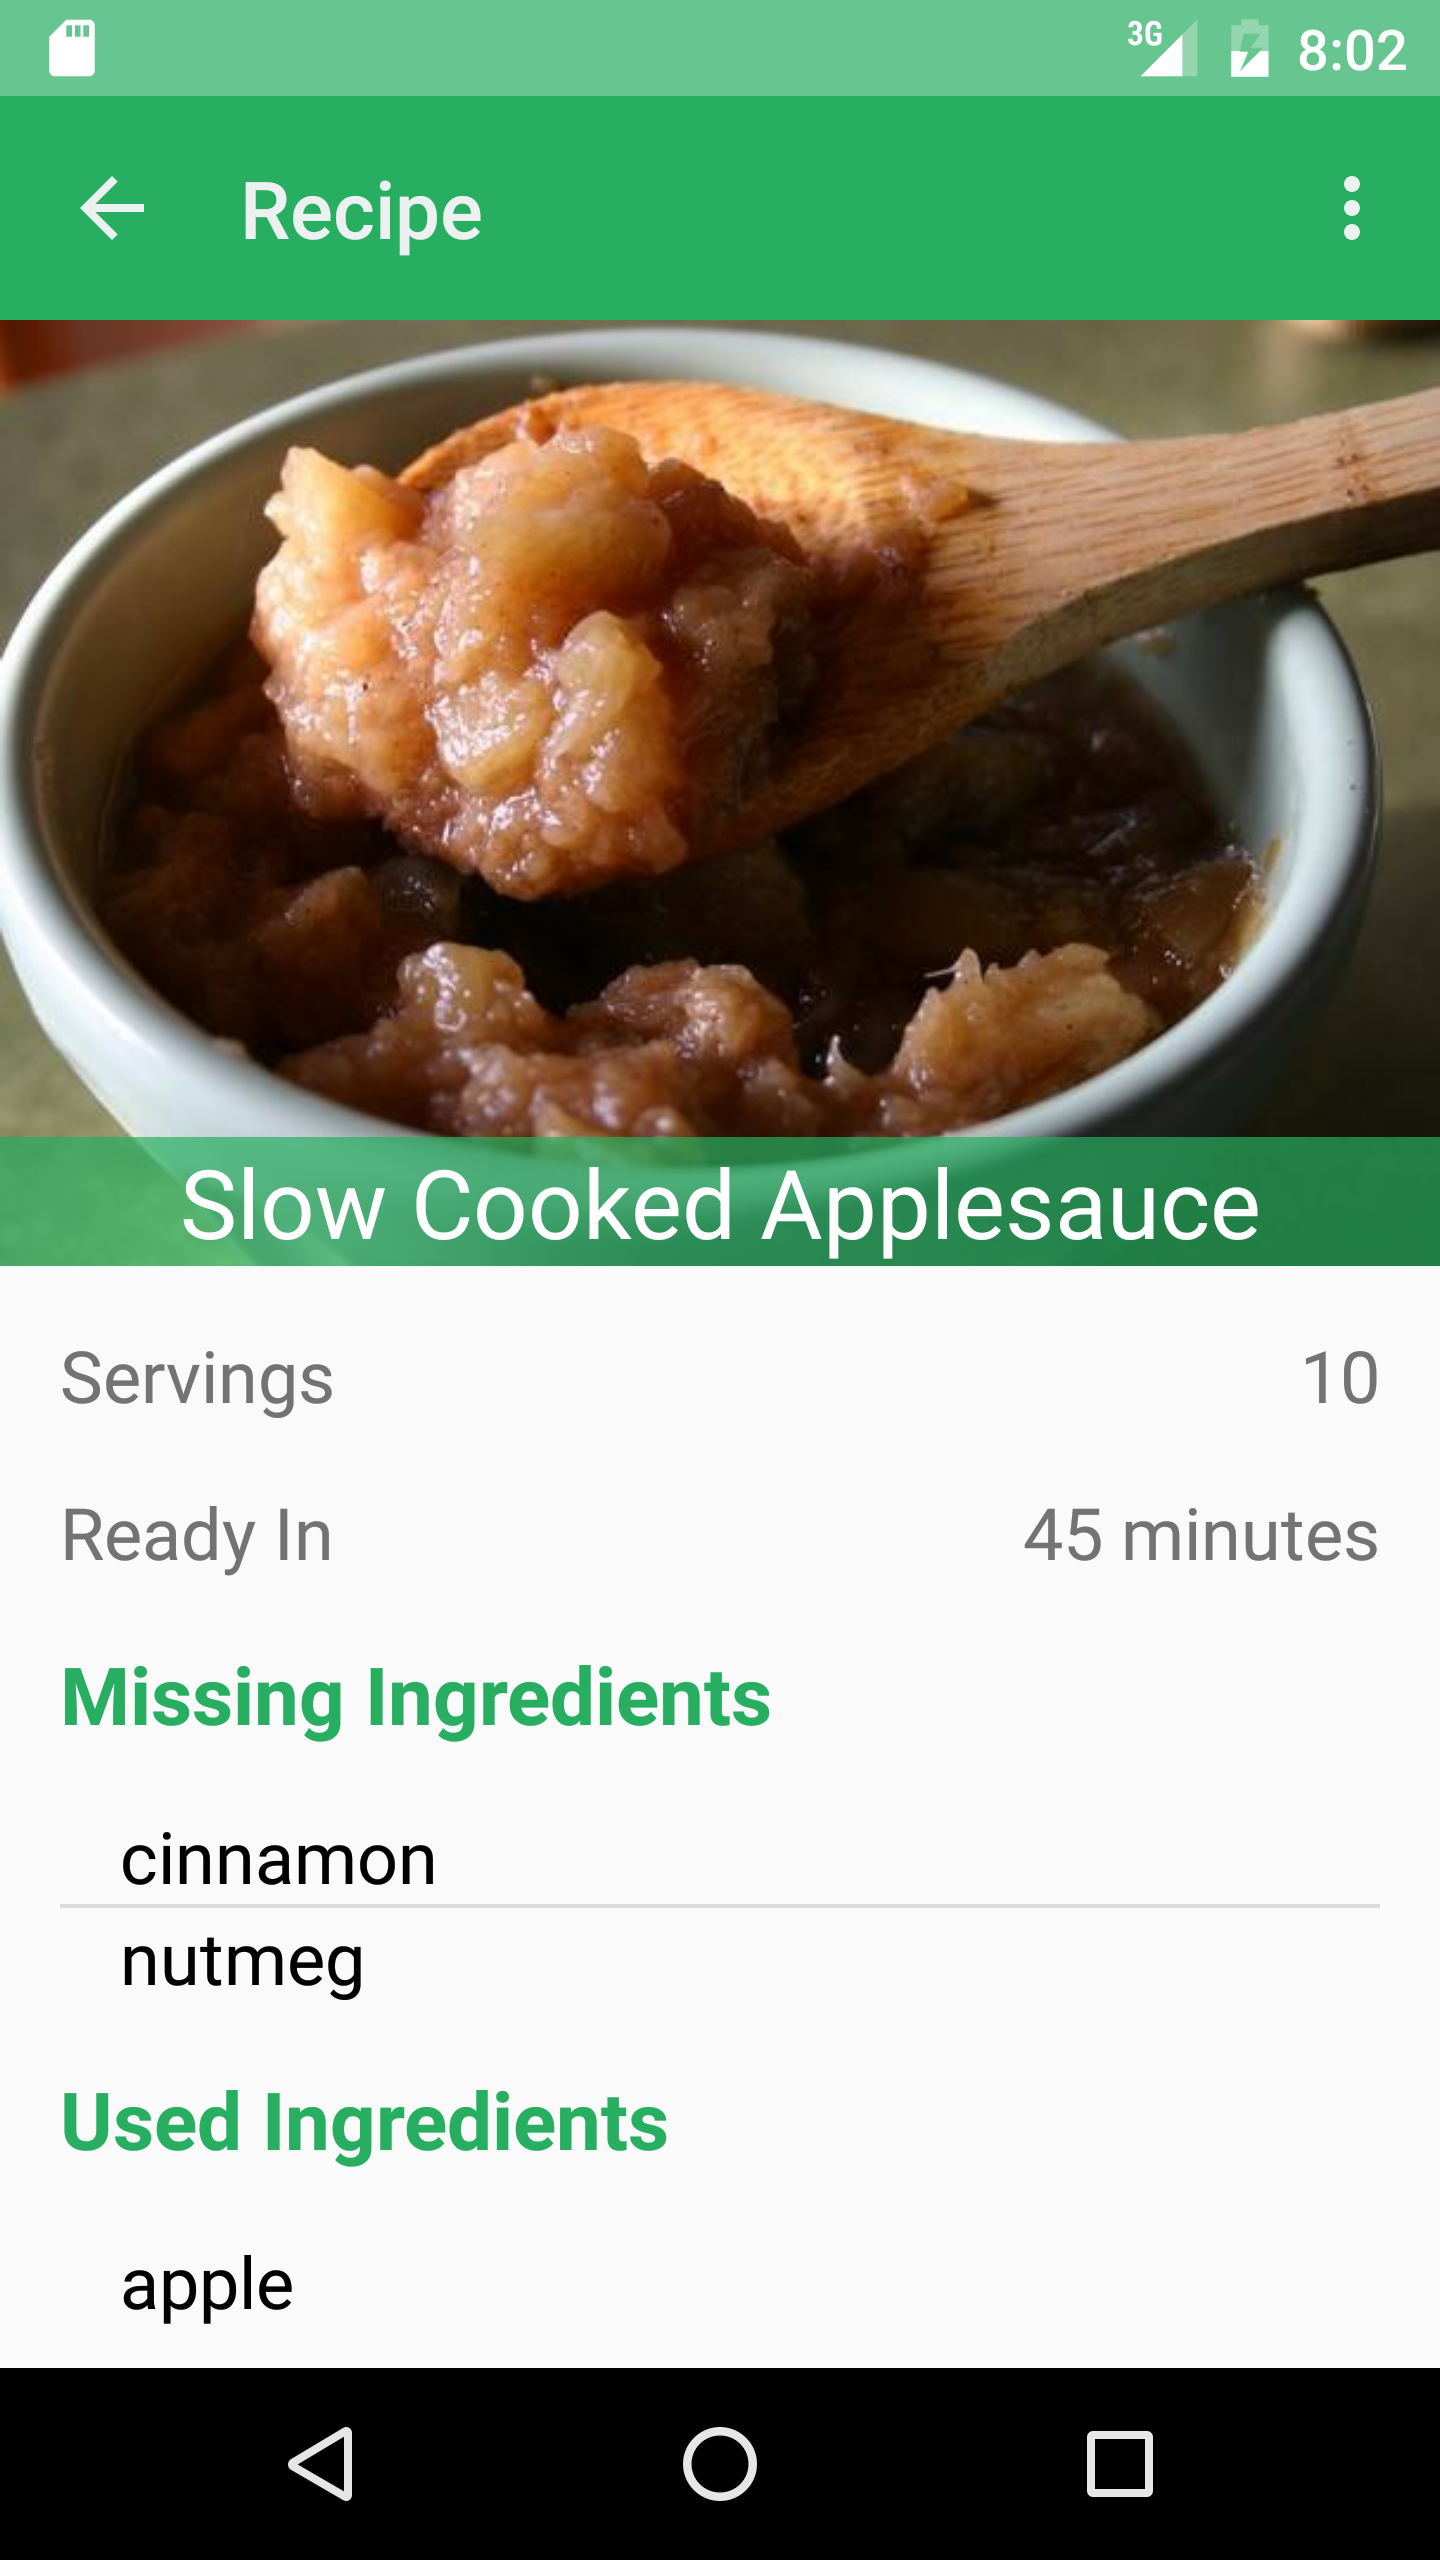 3G 8:02
Recipe
Slow Cooked Applesauce
Servings 10
Ready In 45 minutes
Missing Ingredients
cinnamon
nutmeg
Used Ingredients
apple